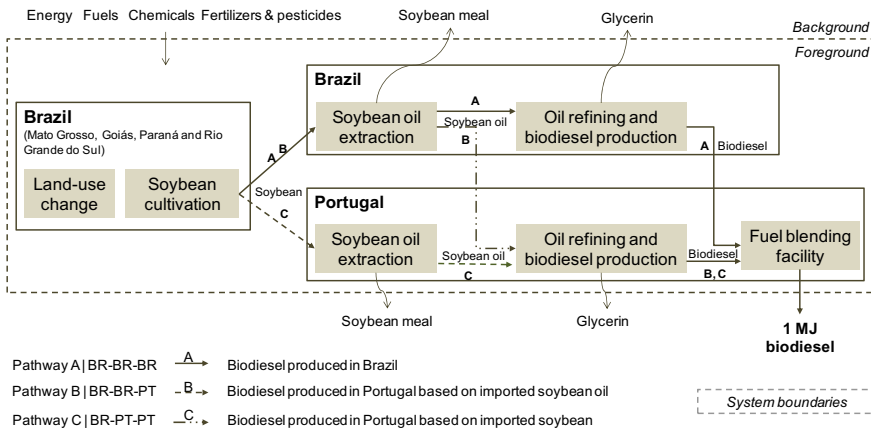 Energy Fuels Chemicals Fertilizers & pesticides
Soybean meal
Glycerin
Background
Foreground
Brazil
Brazil
(Mato Grosso, Goiás, Paraná and Rio
Grande do Sul)
Land-use
change
Soybean
cultivation
A B
Soybean
C
Soybean oil
extraction
A
Soybean oil
B
Oil refining and
biodiesel production
A Biodiesel
Portugal
Soybean oil
extraction
Soybean oil
C
Oil refining and
biodiesel production
Biodiesel
B, C
Fuel blending
facility
Soybean meal
Glycerin
1 MJ
biodiesel
Pathway A | BR-BR-BR A Biodiesel produced in Brazil
Pathway B | BR-BR-PT B Biodiesel produced in Portugal based on imported soybean oil
Pathway C | BR-PT-PT C Biodiesel produced in Portugal based on imported soybean
System boundaries